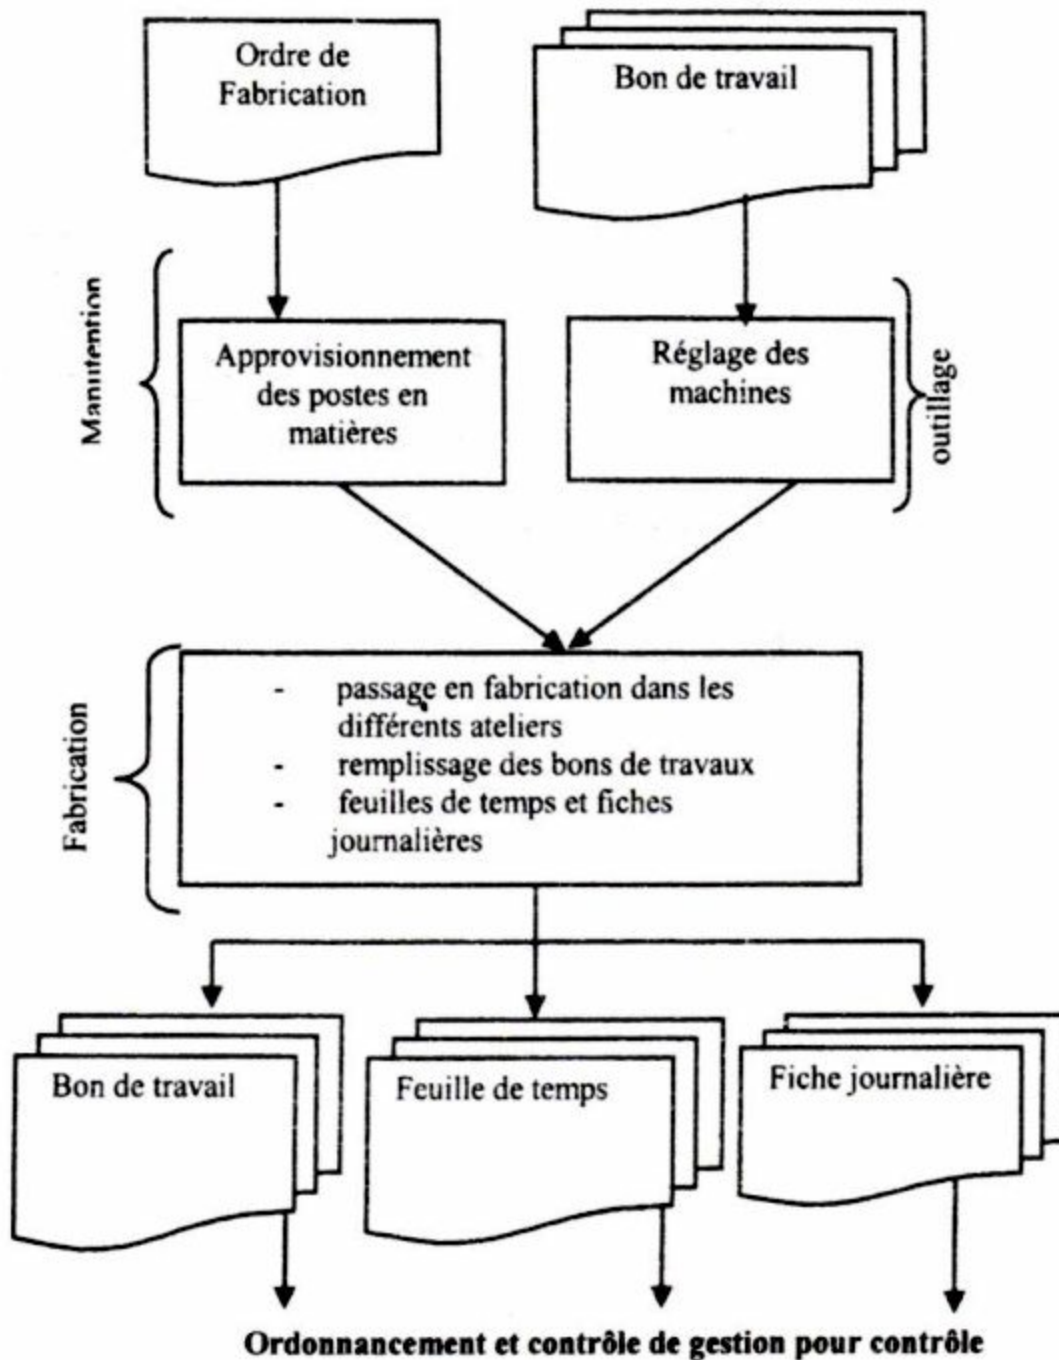 Ordre de
Fabrication
Bon de travail
Manutention
Approvisionnement
des postes en
matières
Réglage des
machines
outillage
Fabrication
- passage en fabrication dans les
différents ateliers
- remplissage des bons de travaux
- feuilles de temps et fiches
journalières
Bon de travail
Feuille de temps
Fiche journalière
Ordonnancement et contrôle de gestion pour contrôle